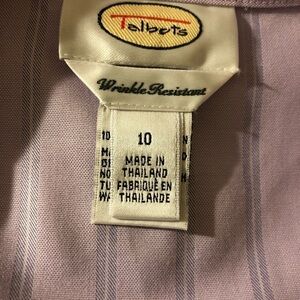 Talbots
Wrinkle Resistant
10
MADE IN
THAILAND
FABRIQUÉ EN
THAILANDE